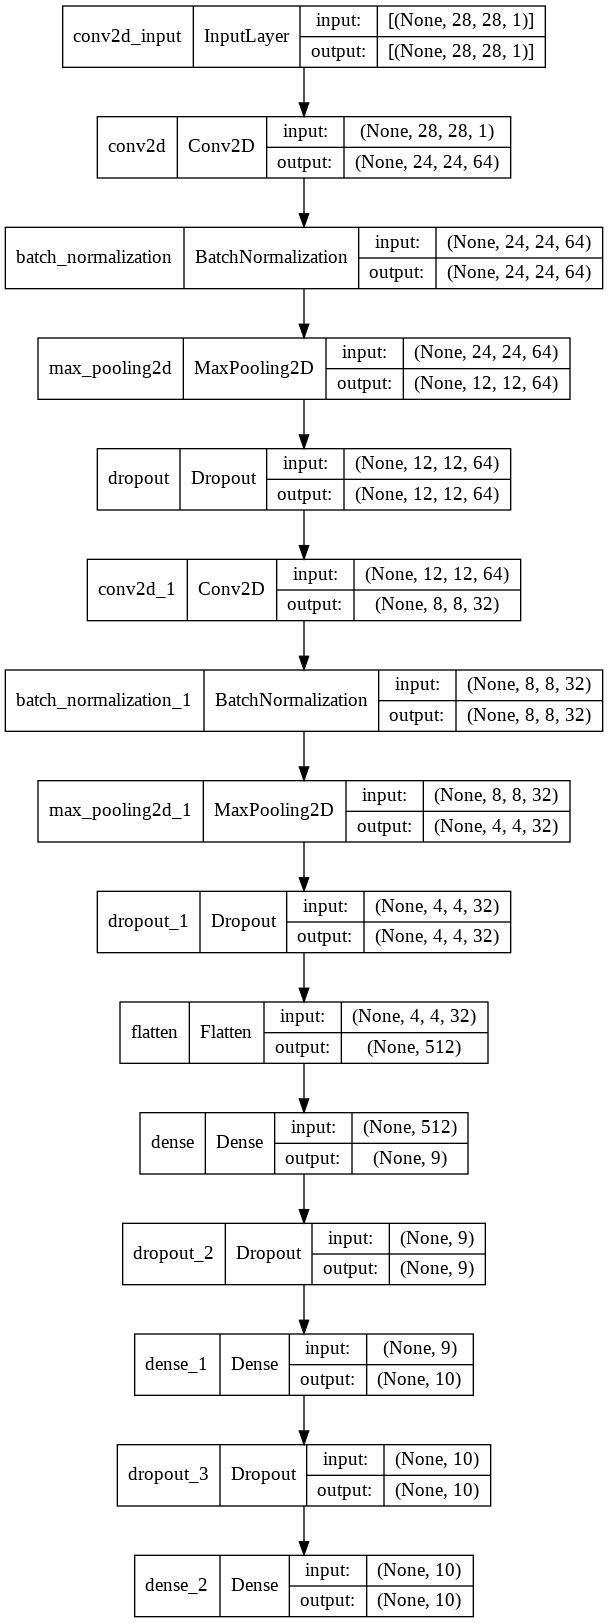 conv2d_input InputLayer input: [(None, 28, 28, 1)]
output: [(None, 28, 28, 1)]
conv2d Conv2D input: (None, 28, 28, 1)
output: (None, 24, 24, 64)
batch_normalization BatchNormalization input: (None, 24, 24, 64)
output: (None, 24, 24, 64)
max_pooling2d MaxPooling2D input: (None, 24, 24, 64)
output: (None, 12, 12, 64)
dropout Dropout input: (None, 12, 12, 64)
output: (None, 12, 12, 64)
conv2d_1 Conv2D input: (None, 12, 12, 64)
output: (None, 8, 8, 32)
batch_normalization_1 BatchNormalization input: (None, 8, 8, 32)
output: (None, 8, 8, 32)
max_pooling2d_1 MaxPooling2D input: (None, 8, 8, 32)
output: (None, 4, 4, 32)
dropout_1 Dropout input: (None, 4, 4, 32)
output: (None, 4, 4, 32)
flatten Flatten input: (None, 4, 4, 32)
output: (None, 512)
dense Dense input: (None, 512)
output: (None, 9)
dropout_2 Dropout input: (None, 9)
output: (None, 9)
dense_1 Dense input: (None, 9)
output: (None, 10)
dropout_3 Dropout input: (None, 10)
output: (None, 10)
dense_2 Dense input: (None, 10)
output: (None, 10)